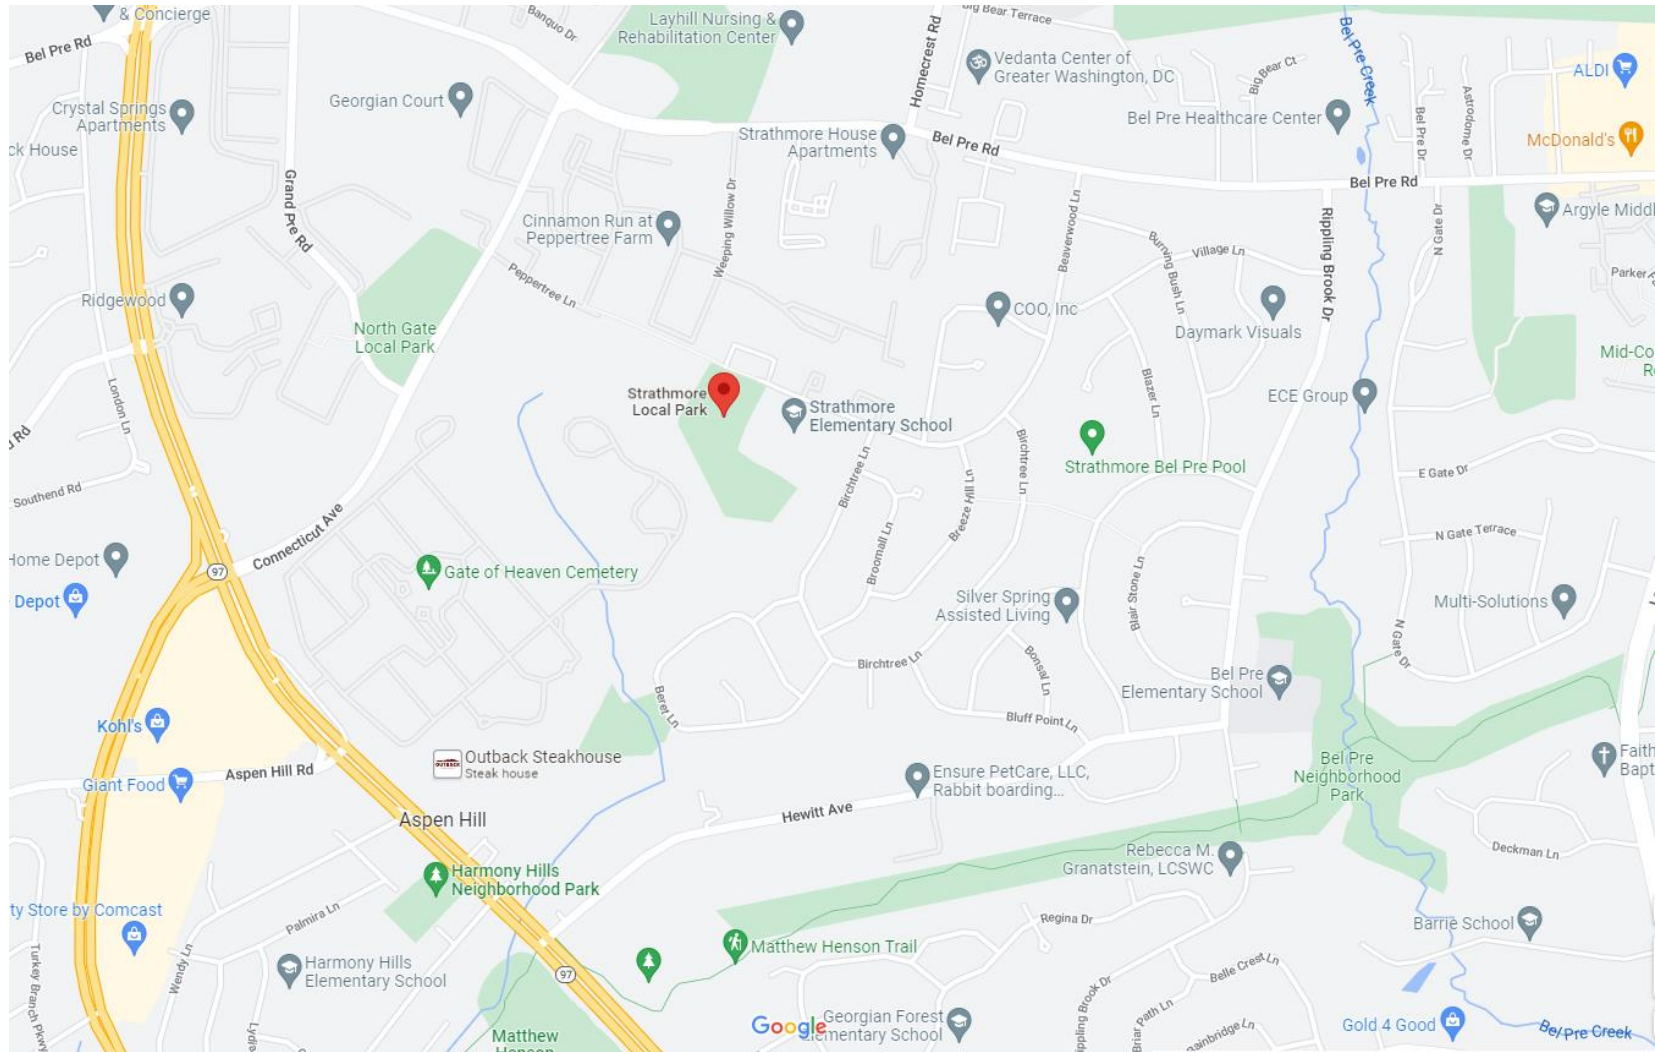 & Concierge
Bel Pre Rd
Banquo Dr
Layhill Nursing &
Rehabilitation Center
Homecrest Rd
Big Bear Terrace
Vedanta Center of
Greater Washington, DC
Big Bear Ct
Bel Pre Creek
ALDI
Crystal Springs
Apartments
Georgian Court
Strathmore House
Apartments
Bel Pre Rd
Bel Pre Healthcare Center
Bel Pre Dr
Astrodome Dr
McDonald's
ck House
Grand Pre Rd
Weeping Willow Dr
Beaverwood Ln
Bel Pre Rd
Rippling Brook Dr
N Gate Dr
Argyle Middl
Cinnamon Run at
Peppertree Farm
Peppertree Ln
Burning Bush Ln
Village Ln
Parker
Ridgewood
COO, Inc
Daymark Visuals
North Gate
Local Park
Mid-Co
London Ln
Strathmore
Local Park
Strathmore
Elementary School
Blazer Ln
ECE Group
Birchtree Ln
Birchtree Ln
Breeze Hill Ln
Strathmore Bel Pre Pool
E Gate Dr
Southend Rd
Connecticut Ave
97
Broomall Ln
N Gate Terrace
Home Depot
Depot
Gate of Heaven Cemetery
Silver Spring
Assisted Living
Blair Stone Ln
Multi-Solutions
N Gate Dr
Birchtree Ln
Bonsal Ln
Bel Pre
Elementary School
Beret Ln
Bluff Point Ln
Kohl's
Outback Steakhouse
Steak house
OUTBACK
Aspen Hill Rd
Giant Food
Ensure PetCare, LLC,
Rabbit boarding...
Bel Pre
Neighborhood
Park
Faith
Bapt
Aspen Hill
Hewitt Ave
Deckman Ln
Harmony Hills
Neighborhood Park
Rebecca M.
Granatstein, LCSWC
ty Store by Comcast
Palmira Ln
Regina Dr
Barrie School
Wendy Ln
Turkey Branch Pkwy
Harmony Hills
Elementary School
Matthew Henson Trail
97
Belle Crest Ln
Rippling Brook Dr
Briar Path Ln
Bainbridge Ln
Lydia
Matthew
Henson
Google
Georgian Forest
Elementary School
Gold 4 Good
Bel Pre Creek